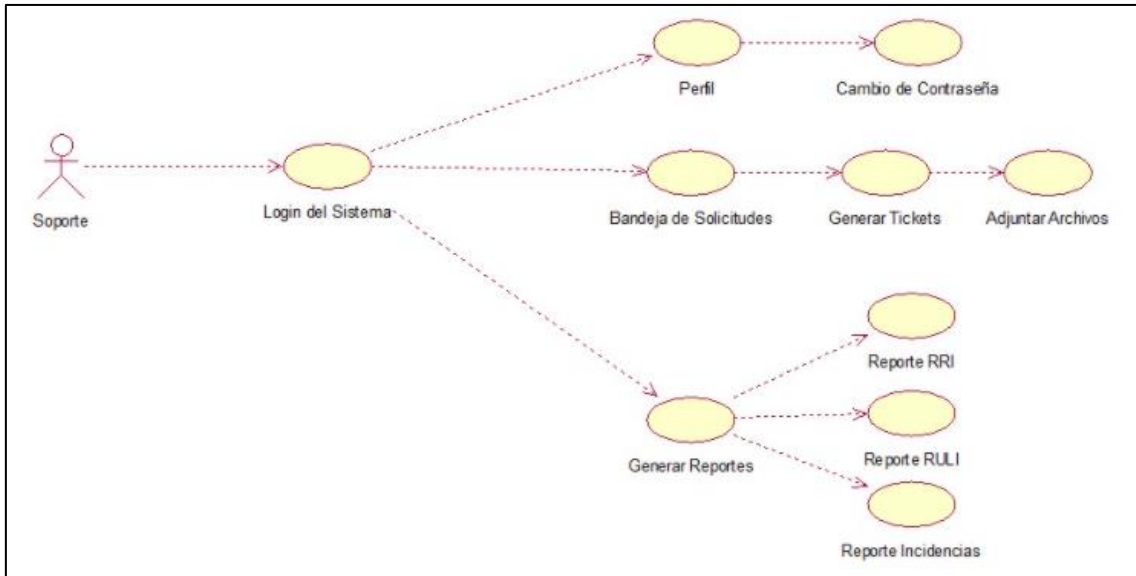 Perfil
Cambio de Contraseña
Soporte
Login del Sistema
Bandeja de Solicitudes
Generar Tickets
Adjuntar Archivos
Reporte RRI
Generar Reportes
Reporte RULI
Reporte Incidencias